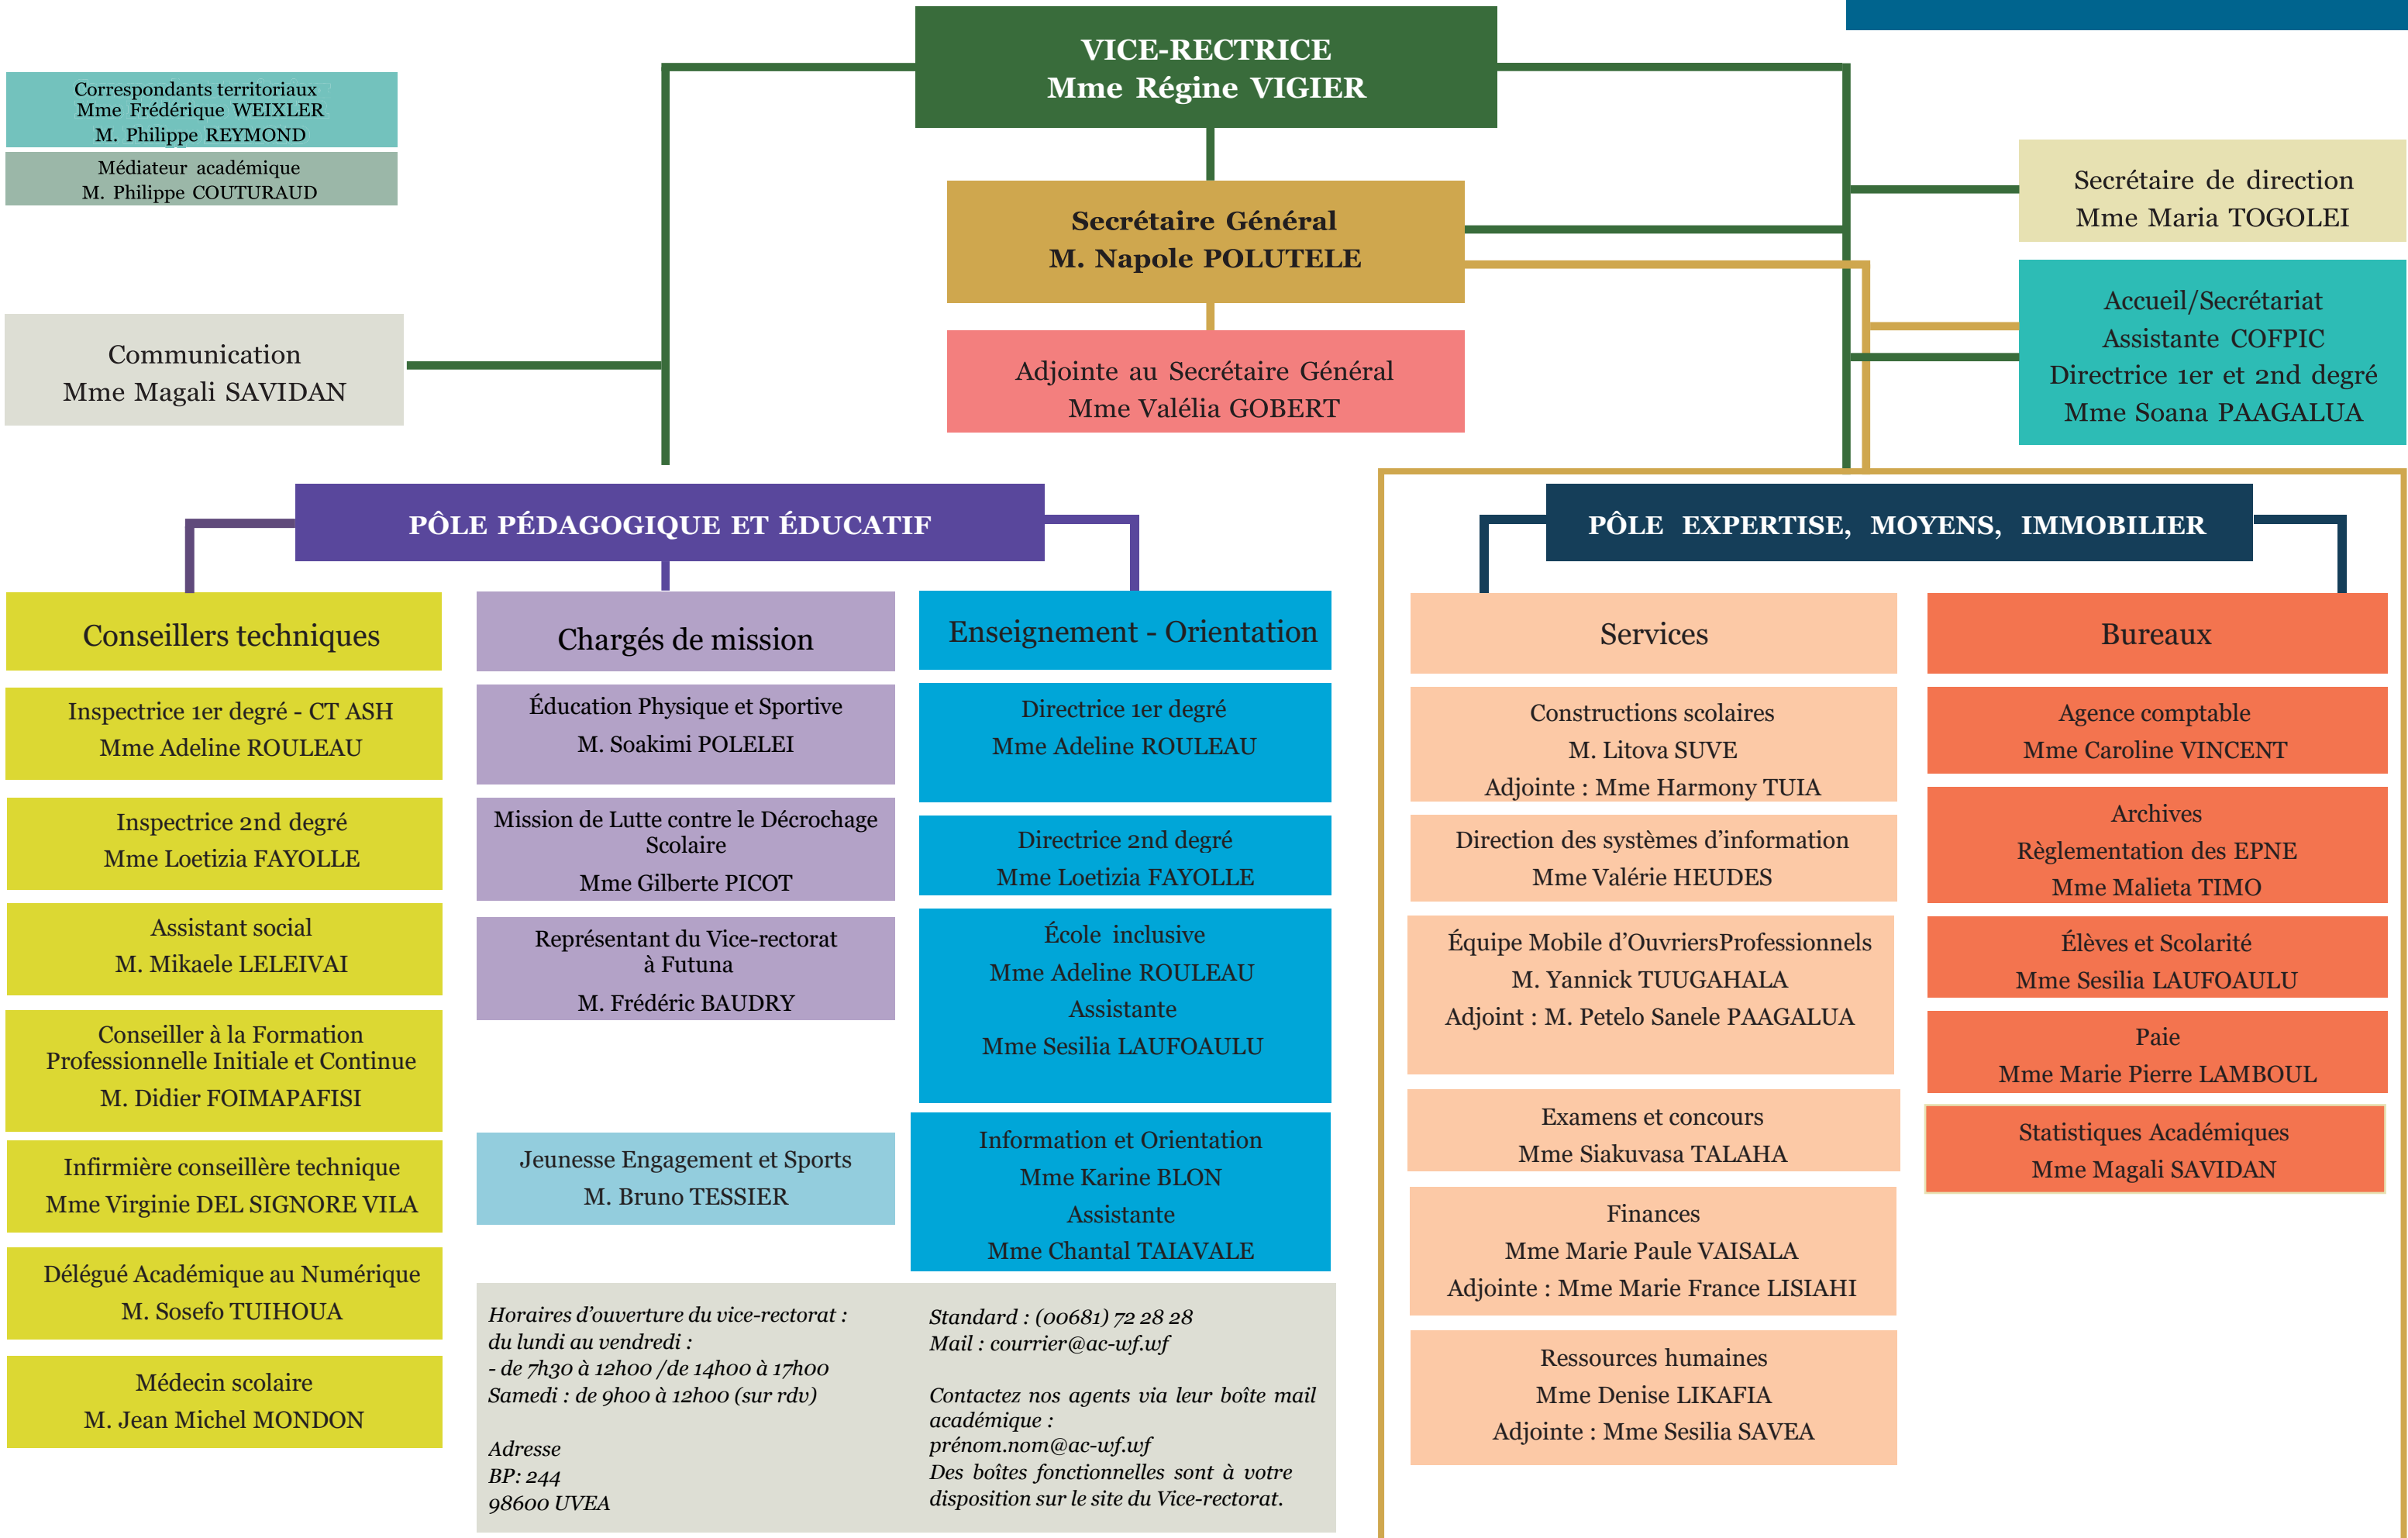 VICE-RECTRICE
Mme Régine VIGIER
Correspondants territoriaux
Mme Frédérique WEIXLER
M. Philippe REYMOND
Médiateur académique
M. Philippe COUTURAUD
Secrétaire de direction
Mme Maria TOGOLEI
Secrétaire Général
M. Napole POLUTELE
Accueil/Secrétariat
Assistante COFPIC
Directrice 1er et 2nd degré
Mme Soana PAAGALUA
Communication
Mme Magali SAVIDAN
Adjointe au Secrétaire Général
Mme Valélia GOBERT
PÔLE PÉDAGOGIQUE ET ÉDUCATIF
Conseillers techniques
Inspectrice 1er degré - CT ASH
Mme Adeline ROULEAU
Inspectrice 2nd degré
Mme Loetizia FAYOLLE
Assistant social
M. Mikaele LELEIVAI
Conseiller à la Formation
Professionnelle Initiale et Continue
M. Didier FOIMAPAFISI
Infirmière conseillère technique
Mme Virginie DEL SIGNORE VILA
Délégué Académique au Numérique
M. Sosefo TUIHOUA
Médecin scolaire
M. Jean Michel MONDON
Chargés de mission
Éducation Physique et Sportive
M. Soakimi POLELEI
Mission de Lutte contre le Décrochage
Scolaire
Mme Gilberte PICOT
Représentant du Vice-rectorat
à Futuna
M. Frédéric BAUDRY
Jeunesse Engagement et Sports
M. Bruno TESSIER
Enseignement - Orientation
Directrice 1er degré
Mme Adeline ROULEAU
Directrice 2nd degré
Mme Loetizia FAYOLLE
École inclusive
Mme Adeline ROULEAU
Assistante
Mme Sesilia LAUFOAULU
Information et Orientation
Mme Karine BLON
Assistante
Mme Chantal TAIAVALE
Horaires d'ouverture du vice-rectorat :
du lundi au vendredi :
- de 7h30 à 12h00 /de 14h00 à 17h00
Samedi : de 9h00 à 12h00 (sur rdv)
Adresse
BP: 244
98600 UVEA
Standard : (00681) 72 28 28
Mail : courrier@ac-wf.wf
Contactez nos agents via leur boîte mail
académique :
prénom.nom@ac-wf.wf
Des boîtes fonctionnelles sont à votre
disposition sur le site du Vice-rectorat.
PÔLE EXPERTISE, MOYENS, IMMOBILIER
Services
Constructions scolaires
M. Litova SUVE
Adjointe : Mme Harmony TUIA
Direction des systèmes d'information
Mme Valérie HEUDES
Équipe Mobile d'OuvriersProfessionnels
M. Yannick TUUGAHALA
Adjoint : M. Petelo Sanele PAAGALUA
Examens et concours
Mme Siakuvasa TALAHA
Finances
Mme Marie Paule VAISALA
Adjointe : Mme Marie France LISIAHI
Ressources humaines
Mme Denise LIKAFIA
Adjointe : Mme Sesilia SAVEA
Bureaux
Agence comptable
Mme Caroline VINCENT
Archives
Règlementation des EPNE
Mme Malieta TIMO
Élèves et Scolarité
Mme Sesilia LAUFOAULU
Paie
Mme Marie Pierre LAMBOUL
Statistiques Académiques
Mme Magali SAVIDAN